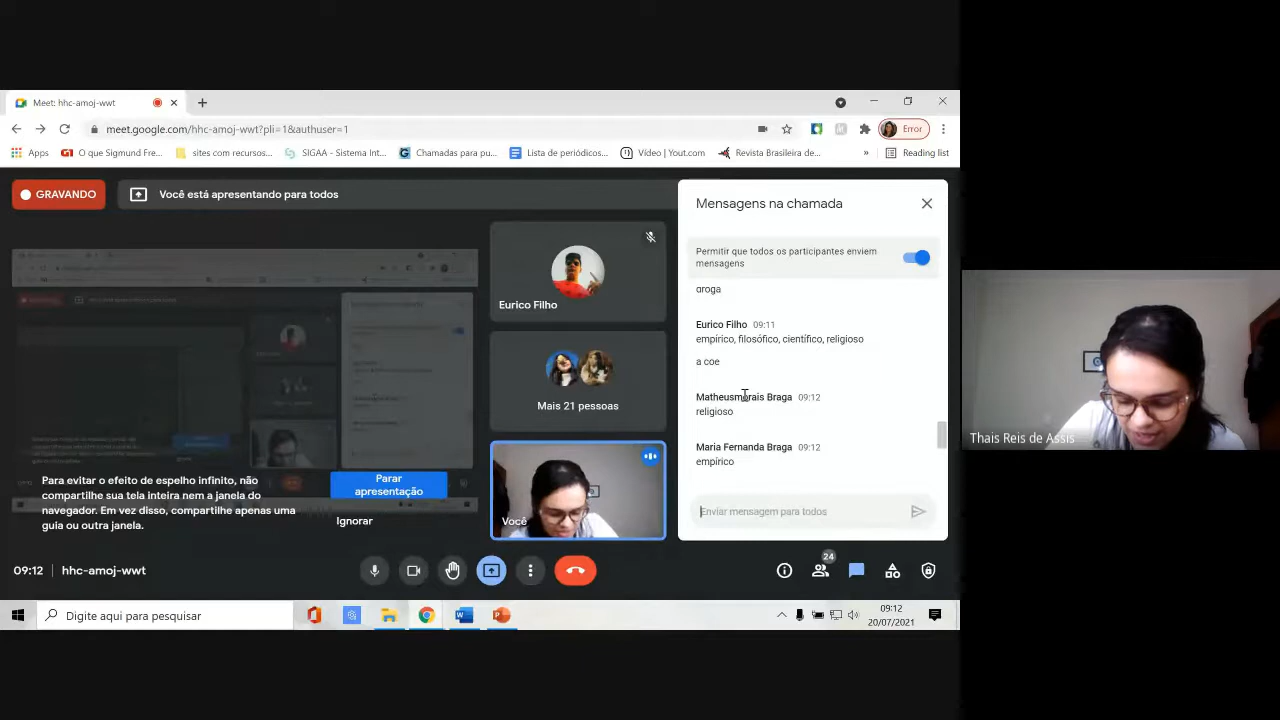 Meet: hhc-amoj-wwt
meet.google.com/hhc-amoj-wwt?pli=1&authuser=1
Error
Apps
O que Sigmund Fre...
sites com recursos...
SIGAA - Sistema Int...
Chamadas para pu...
Lista de periódicos...
Vídeo | Yout.com
Revista Brasileira de...
»
Reading list
GRAVANDO
Você está apresentando para todos
Mensagens na chamada
Permitir que todos os participantes enviem
mensagens
groga
Eurico Filho 09:11
empirico, filosófico, científico, religioso
a coe
Matheusmorais Braga 09:12
religioso
Maria Fernanda Braga 09:12
empírico
Enviar mensagem para todos
Eurico Filho
Mais 21 pessoas
Você
Para evitar o efeito de espelho infinito, não
compartilhe sua tela inteira nem a janela do
navegador. Em vez disso, compartilhe apenas uma
guia ou outra janela.
Parar
apresentação
Ignorar
Thais Reis de Assis
09:12 | hhc-amoj-wwt
24
Digite aqui para pesquisar
09:12
20/07/2021